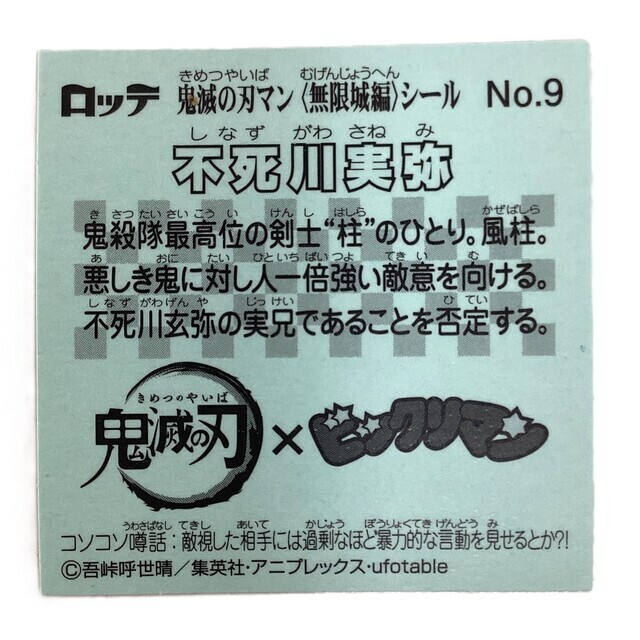 ロッテ 鬼滅の刃マン〈無限城編〉シール No.9
きめつやいば むげんじょうへん
しなずがわさねみ
不死川実弥
きさつたいさいこうい けんし はしら かぜばしら
鬼殺隊最高位の剣士“柱”のひとり。風柱。
あ おに たい ひといちばいつよ てきい む
悪しき鬼に対し人一倍強い敵意を向ける。
しなずがわげんや じっけい ひてい
不死川玄弥の実兄であることを否定する。
きめつのやいば
鬼滅の刃 × ビックリマン
うわさばなし てきし あいて かじょう ぼうりょくてき げんどう み
コソコソ噂話：敵視した相手には過剰なほど暴力的な言動を見せるとか?!
©吾峠呼世晴／集英社・アニプレックス・ufotable